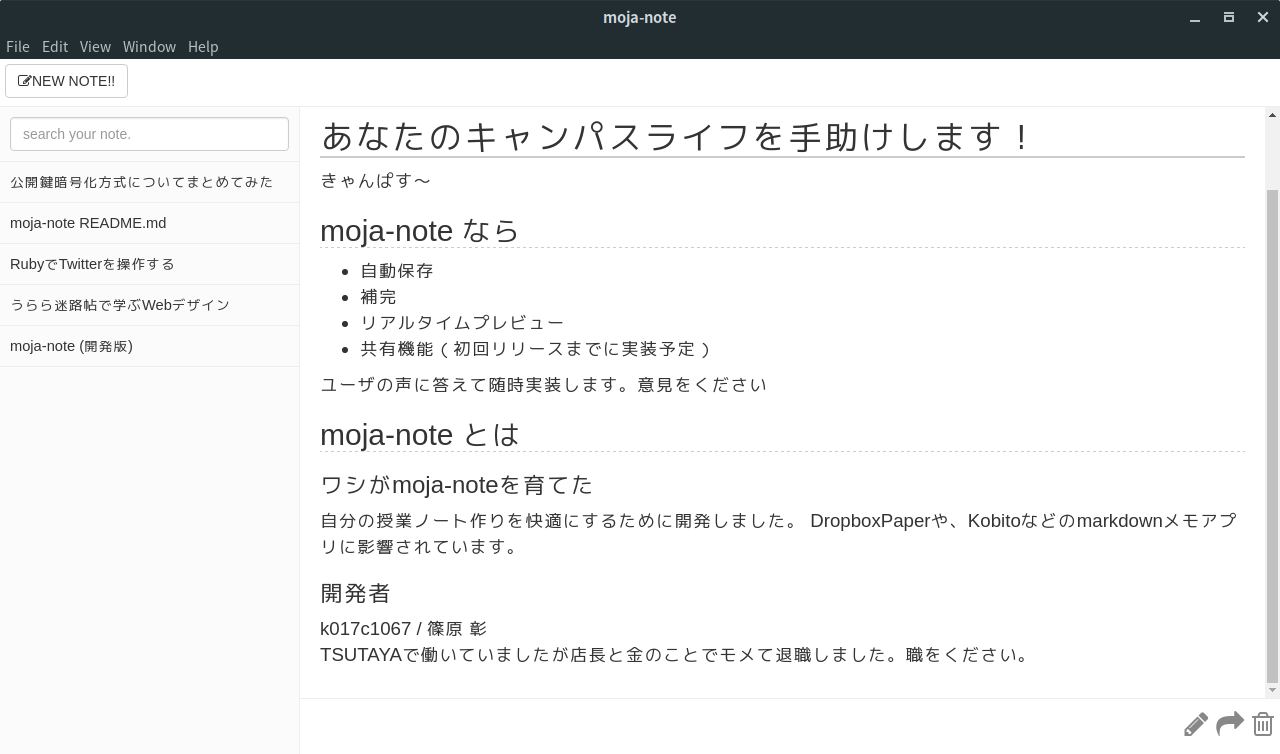 moja-note
File Edit View Window Help
NEW NOTE!!
search your note.
公開鍵暗号化方式についてまとめてみた
moja-note README.md
RubyでTwitterを操作する
うらら迷路帖で学ぶWebデザイン
moja-note (開発版)
あなたのキャンパスライフを手助けします！
きゃんぱす〜
moja-note なら
自動保存
補完
リアルタイムプレビュー
共有機能（初回リリースまでに実装予定）
ユーザの声に答えて随時実装します。意見をください
moja-note とは
ワシがmoja-noteを育てた
自分の授業ノート作りを快適にするために開発しました。 DropboxPaperや、Kobitoなどのmarkdownメモアプ
リに影響されています。
開発者
k017c1067 / 篠原 彰
TSUTAYAで働いていましたが店長と金のことでモメて退職しました。職をください。